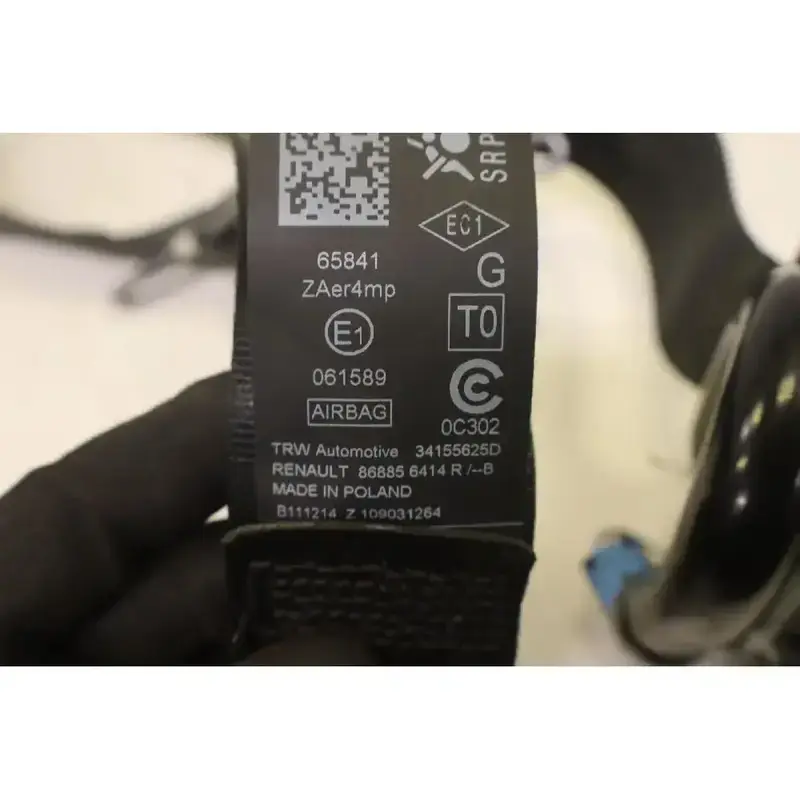 SRP
EC1
65841
G
ZAer4mp
T0
E1
061589
AIRBAG
0C302
TRW Automotive 34155625D
RENAULT 86885 6414 R /--B
MADE IN POLAND
B111214 Z 109031264